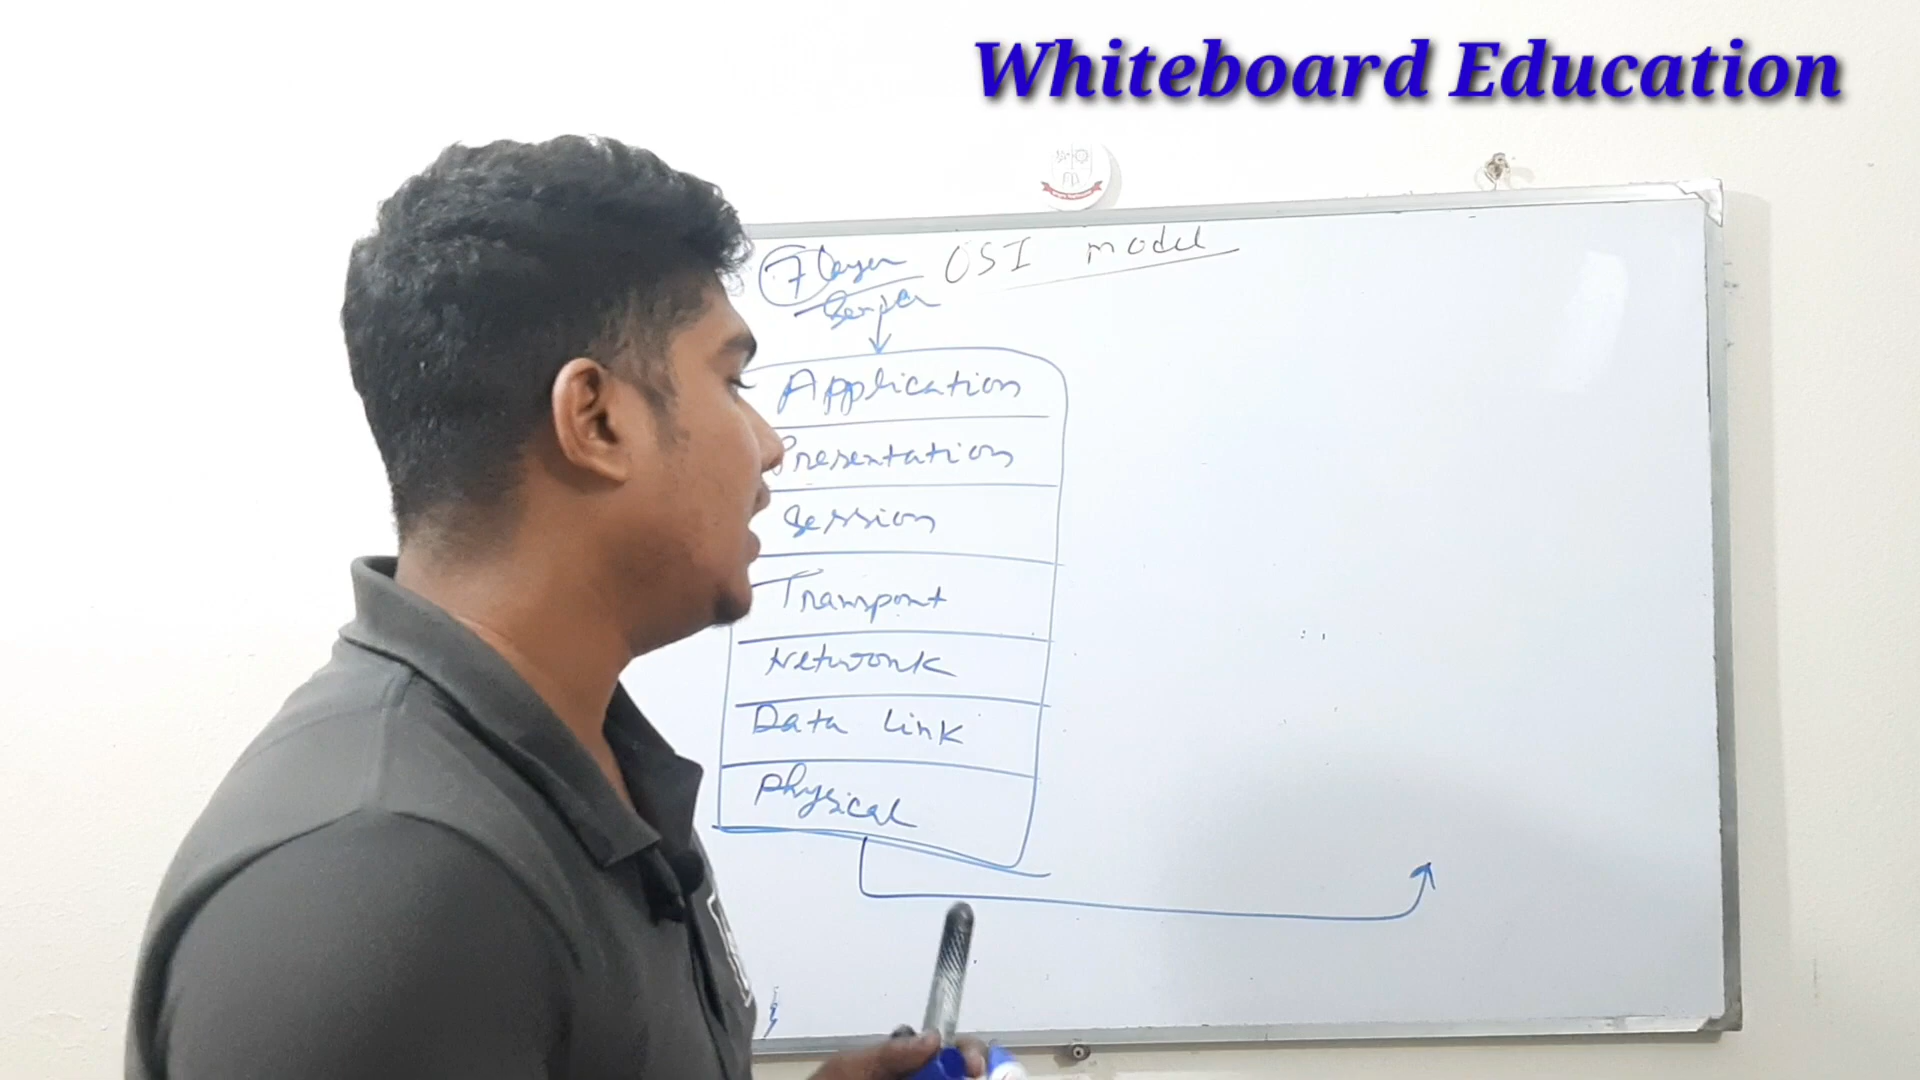 Whiteboard Education
7 layer OSI model
Application
Presentation
Session
Transport
Network
Data Link
Physical